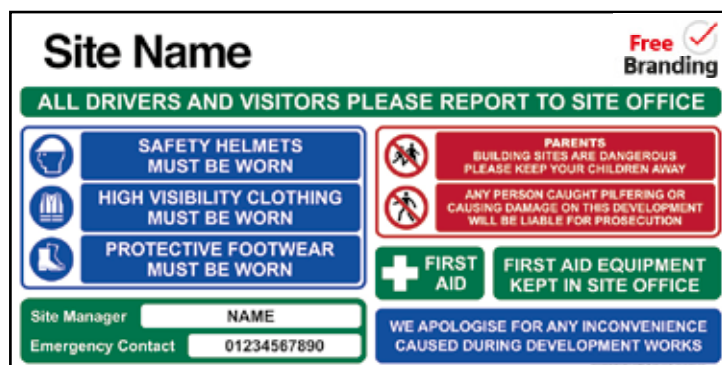 Site Name
Free
Branding
ALL DRIVERS AND VISITORS PLEASE REPORT TO SITE OFFICE
SAFETY HELMETS
MUST BE WORN
HIGH VISIBILITY CLOTHING
MUST BE WORN
PROTECTIVE FOOTWEAR
MUST BE WORN
PARENTS
BUILDING SITES ARE DANGEROUS
PLEASE KEEP YOUR CHILDREN AWAY
ANY PERSON CAUGHT PILFERING OR
CAUSING DAMAGE ON THIS DEVELOPMENT
WILL BE LIABLE FOR PROSECUTION
FIRST
AID
FIRST AID EQUIPMENT
KEPT IN SITE OFFICE
Site Manager NAME
Emergency Contact 01234567890
WE APOLOGISE FOR ANY INCONVENIENCE
CAUSED DURING DEVELOPMENT WORKS